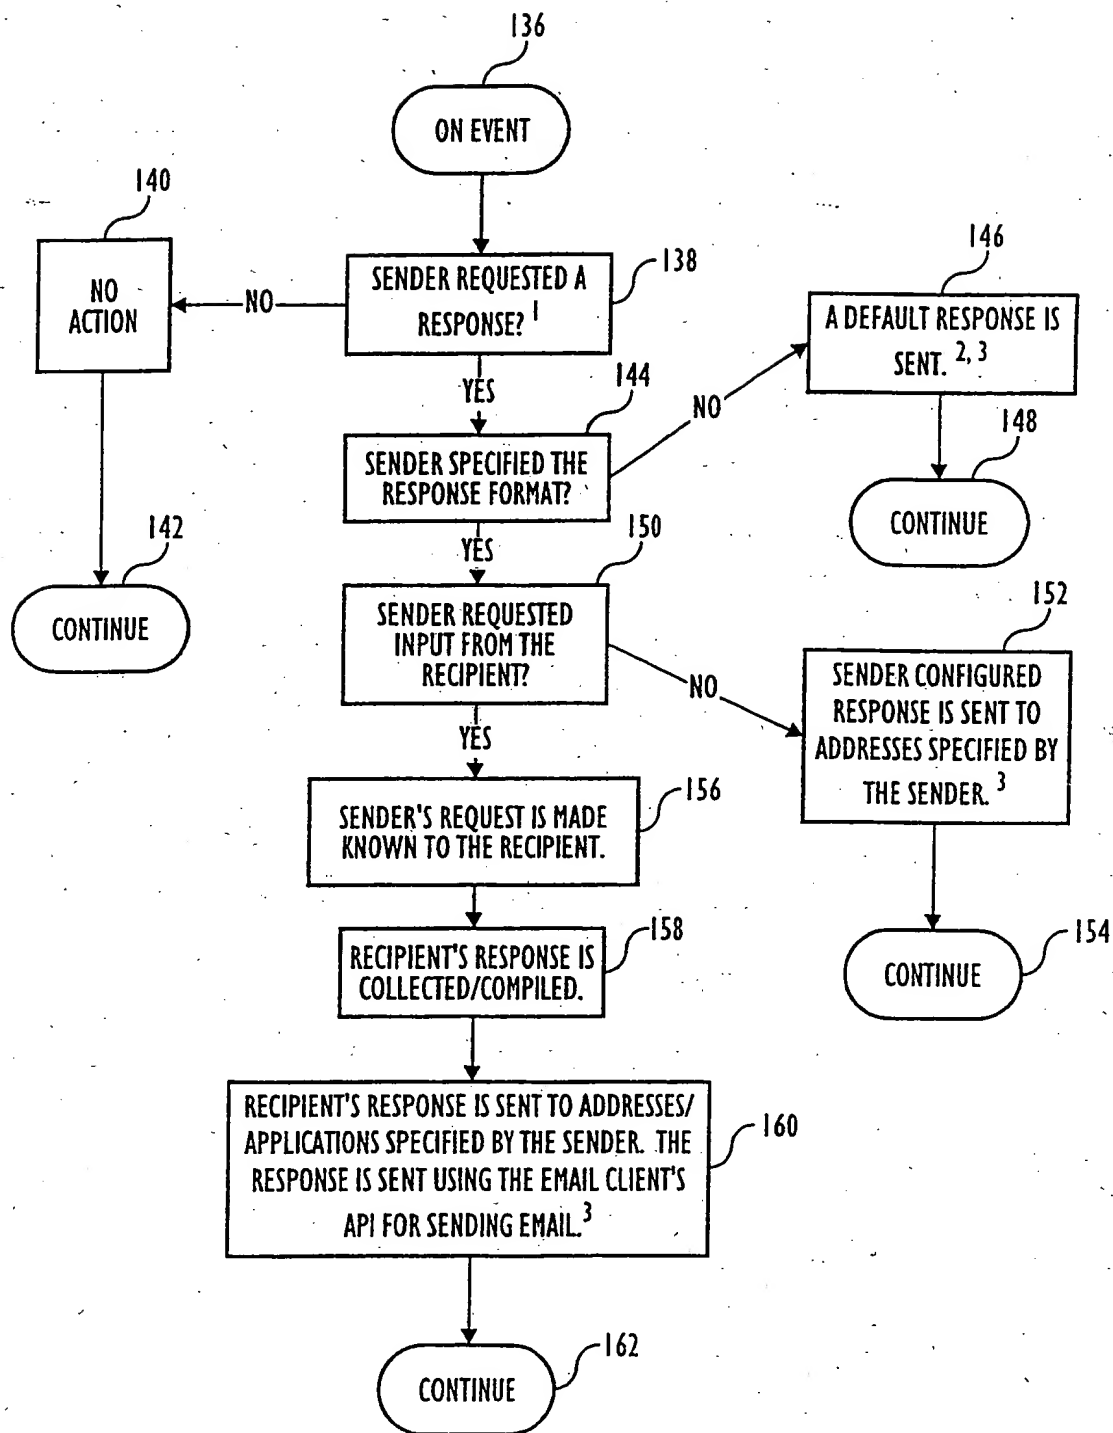 136
ON EVENT
140
NO
ACTION
NO
SENDER REQUESTED A
RESPONSE? 1
138
146
A DEFAULT RESPONSE IS
SENT. 2, 3
YES
144
NO
SENDER SPECIFIED THE
RESPONSE FORMAT?
148
CONTINUE
142
CONTINUE
YES
150
SENDER REQUESTED
INPUT FROM THE
RECIPIENT?
NO
152
SENDER CONFIGURED
RESPONSE IS SENT TO
ADDRESSES SPECIFIED BY
THE SENDER. 3
YES
156
SENDER'S REQUEST IS MADE
KNOWN TO THE RECIPIENT.
158
RECIPIENT'S RESPONSE IS
COLLECTED/COMPILED.
154
CONTINUE
RECIPIENT'S RESPONSE IS SENT TO ADDRESSES/
APPLICATIONS SPECIFIED BY THE SENDER. THE
RESPONSE IS SENT USING THE EMAIL CLIENT'S
API FOR SENDING EMAIL. 3
160
162
CONTINUE